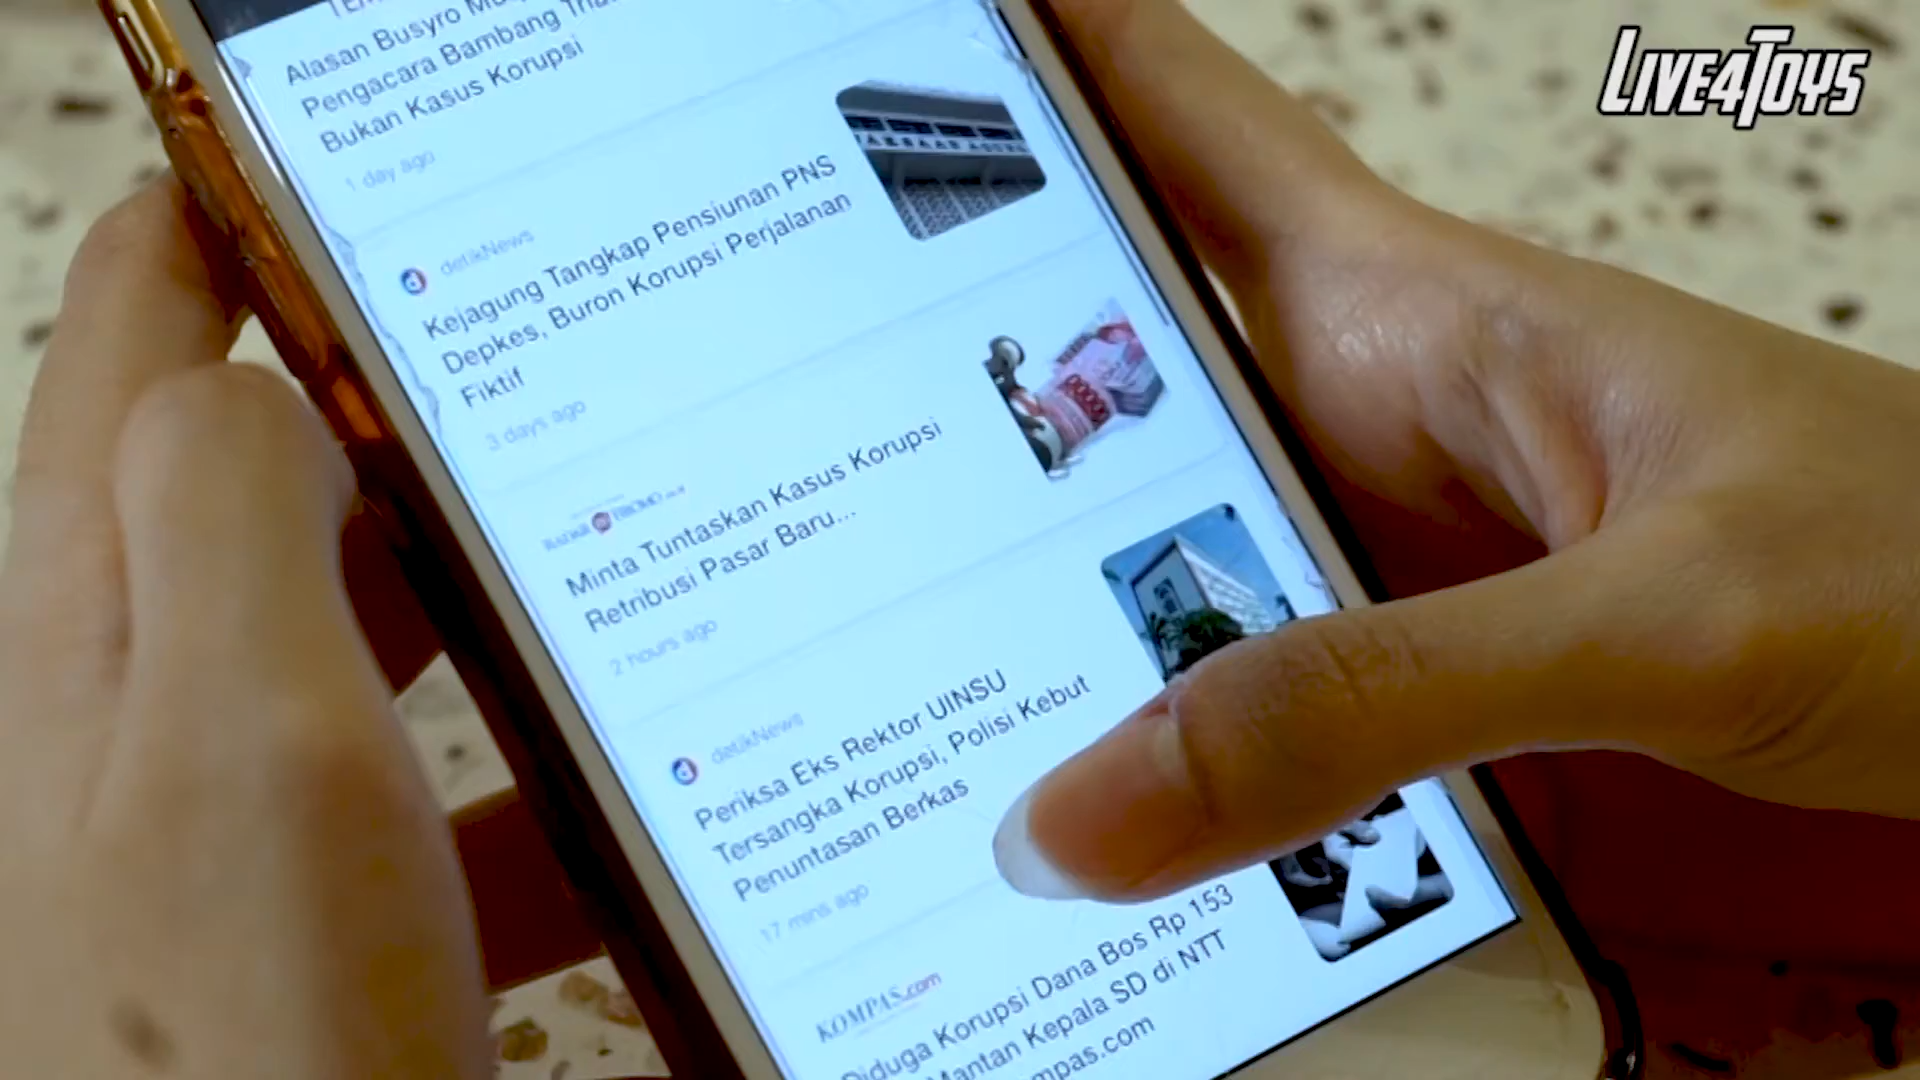 LIVE4TOYS
Alasan Busyro
Pengacara Bambang
Bukan Kasus Korupsi
1 day ago
detikNews
Kejagung Tangkap Pensiunan PNS
Depkes, Buron Korupsi Perjalanan
Fiktif
3 days ago
Minta Tuntaskan Kasus Korupsi
Retribusi Pasar Baru...
2 hours ago
detikNews
Periksa Eks Rektor UINSU
Tersangka Korupsi, Polisi Kebut
Penuntasan Berkas
17 mins ago
KOMPAS.com
Diduga Korupsi Dana Bos Rp 153
Mantan Kepala SD di NTT
mpas.com